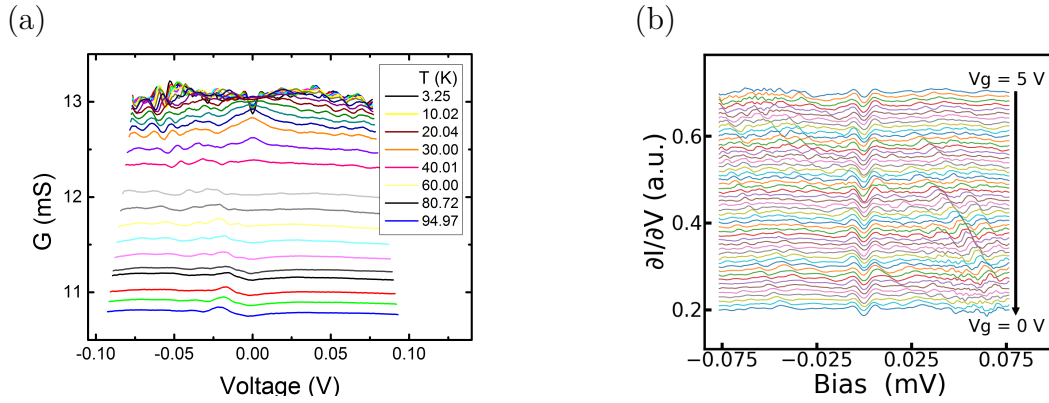 (a)
G (mS)
13
12
11
-0.10
-0.05
0.00
0.05
0.10
Voltage (V)
T (K)
3.25
10.02
20.04
30.00
40.01
60.00
80.72
94.97
(b)
∂I/∂V (a.u.)
0.6
0.4
0.2
Vg = 5 V
Vg = 0 V
−0.075
−0.025
0.025
0.075
Bias (mV)